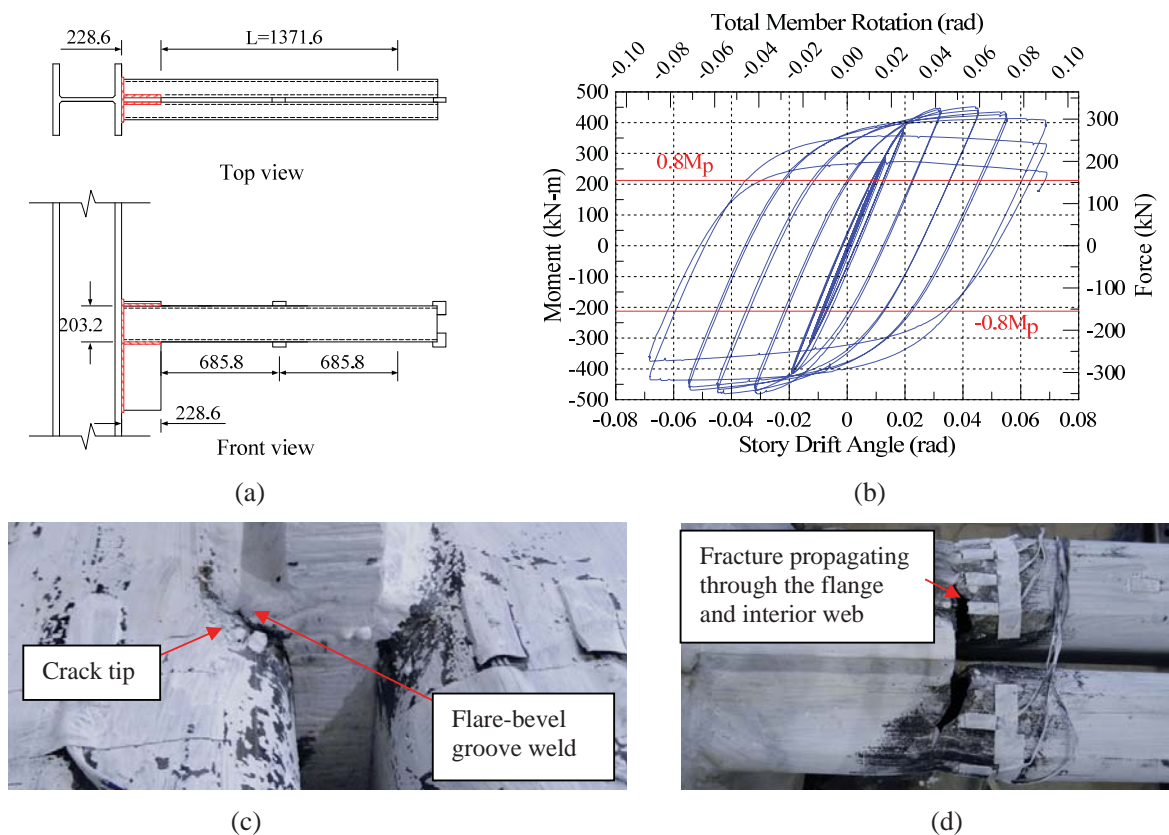 228.6
L=1371.6
Top view
203.2
685.8
685.8
228.6
Front view
(a)
Total Member Rotation (rad)
-0.10
-0.08
-0.06
-0.04
-0.02
0.00
0.02
0.04
0.06
0.08
0.10
Moment (kN-m)
500
400
300
200
100
0
-100
-200
-300
-400
-500
0.8Mp
-0.8Mp
300
200
100
0
-100
-200
-300
Force (kN)
-0.08 -0.06 -0.04 -0.02 0.00 0.02 0.04 0.06 0.08
Story Drift Angle (rad)
(b)
Crack tip
Flare-bevel
groove weld
(c)
Fracture propagating
through the flange
and interior web
(d)